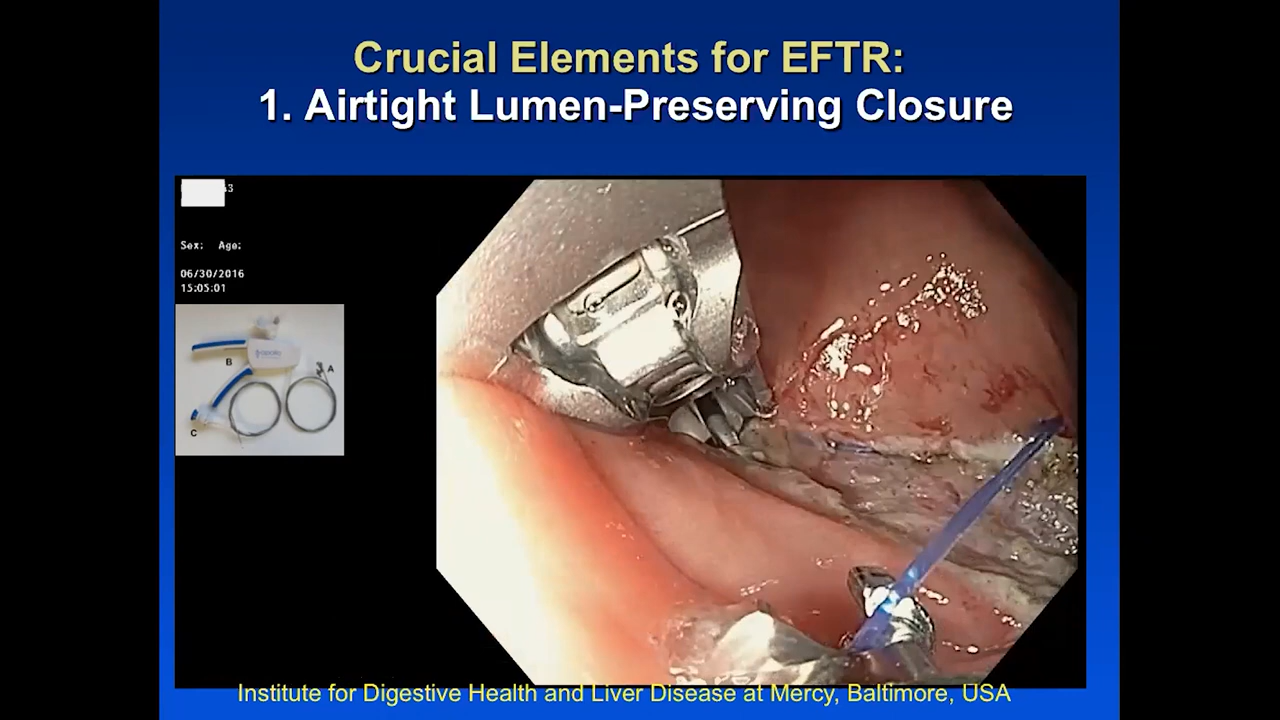 Crucial Elements for EFTR:
1. Airtight Lumen-Preserving Closure
Sex: Age:
06/30/2016
15:05:01
B
A
C
Institute for Digestive Health and Liver Disease at Mercy, Baltimore, USA